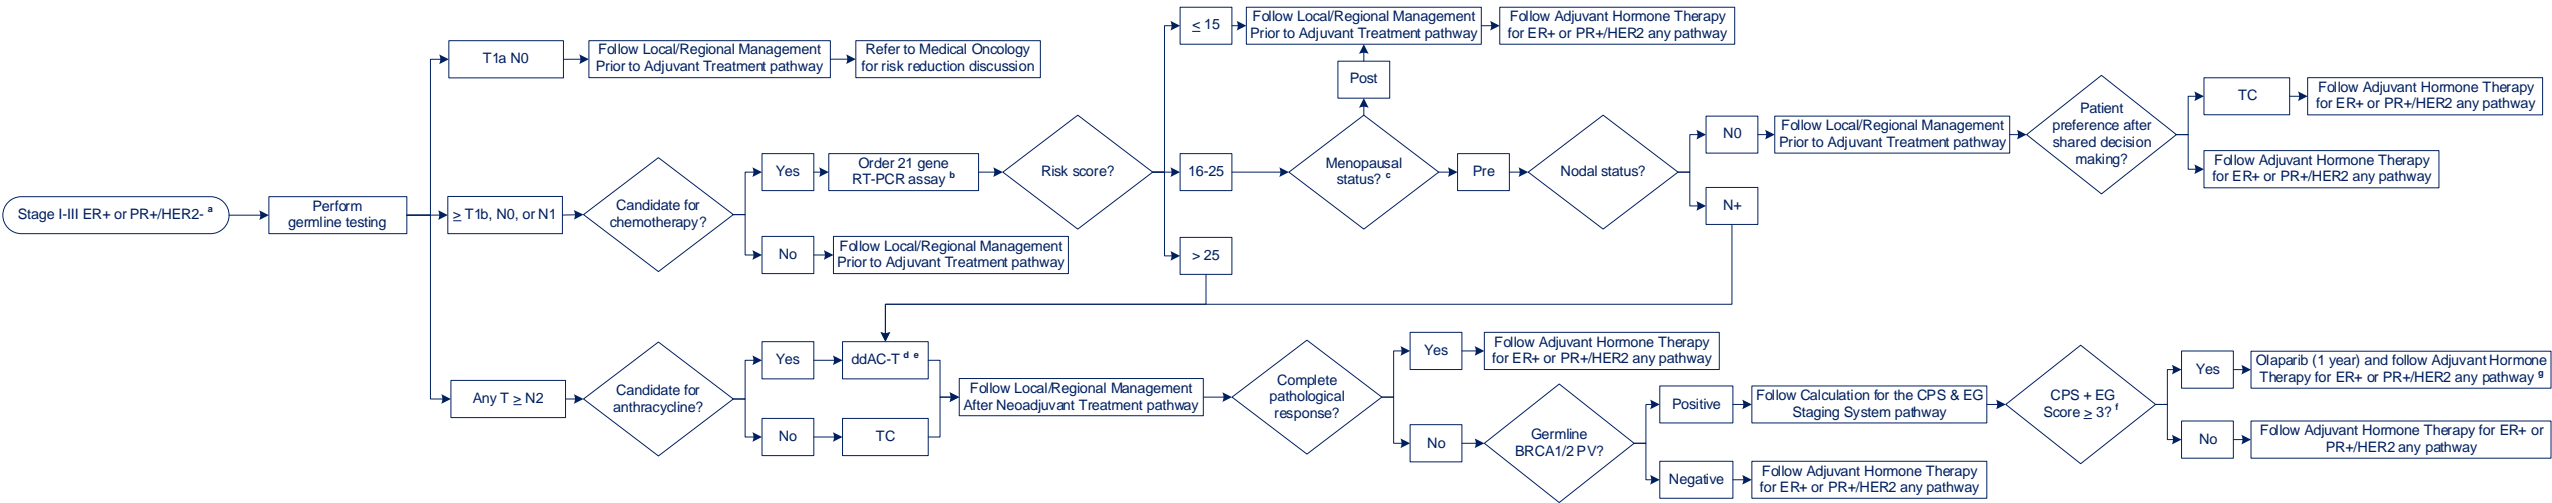 Stage I-III ER+ or PR+/HER2- a
Perform
germline testing
T1a N0
Follow Local/Regional Management
Prior to Adjuvant Treatment pathway
Refer to Medical Oncology
for risk reduction discussion
≥ T1b, N0, or N1
Candidate for
chemotherapy?
Yes
Order 21 gene
RT-PCR assay b
Risk score?
No
Follow Local/Regional Management
Prior to Adjuvant Treatment pathway
≤ 15
Follow Local/Regional Management
Prior to Adjuvant Treatment pathway
Follow Adjuvant Hormone Therapy
for ER+ or PR+/HER2 any pathway
Post
16-25
Menopausal
status? c
Pre
Nodal status?
N0
Follow Local/Regional Management
Prior to Adjuvant Treatment pathway
Patient
preference after
shared decision
making?
TC
Follow Adjuvant Hormone Therapy
for ER+ or PR+/HER2 any pathway
Follow Adjuvant Hormone Therapy
for ER+ or PR+/HER2 any pathway
N+
> 25
Any T ≥ N2
Candidate for
anthracycline?
Yes
ddAC-T d e
No
TC
Follow Local/Regional Management
After Neoadjuvant Treatment pathway
Complete
pathological
response?
Yes
Follow Adjuvant Hormone Therapy
for ER+ or PR+/HER2 any pathway
No
Germline
BRCA1/2 PV?
Positive
Follow Calculation for the CPS & EG
Staging System pathway
CPS + EG
Score ≥ 3? f
Yes
Olaparib (1 year) and follow Adjuvant Hormone
Therapy for ER+ or PR+/HER2 any pathway g
No
Follow Adjuvant Hormone Therapy for ER+ or
PR+/HER2 any pathway
Negative
Follow Adjuvant Hormone Therapy
for ER+ or PR+/HER2 any pathway